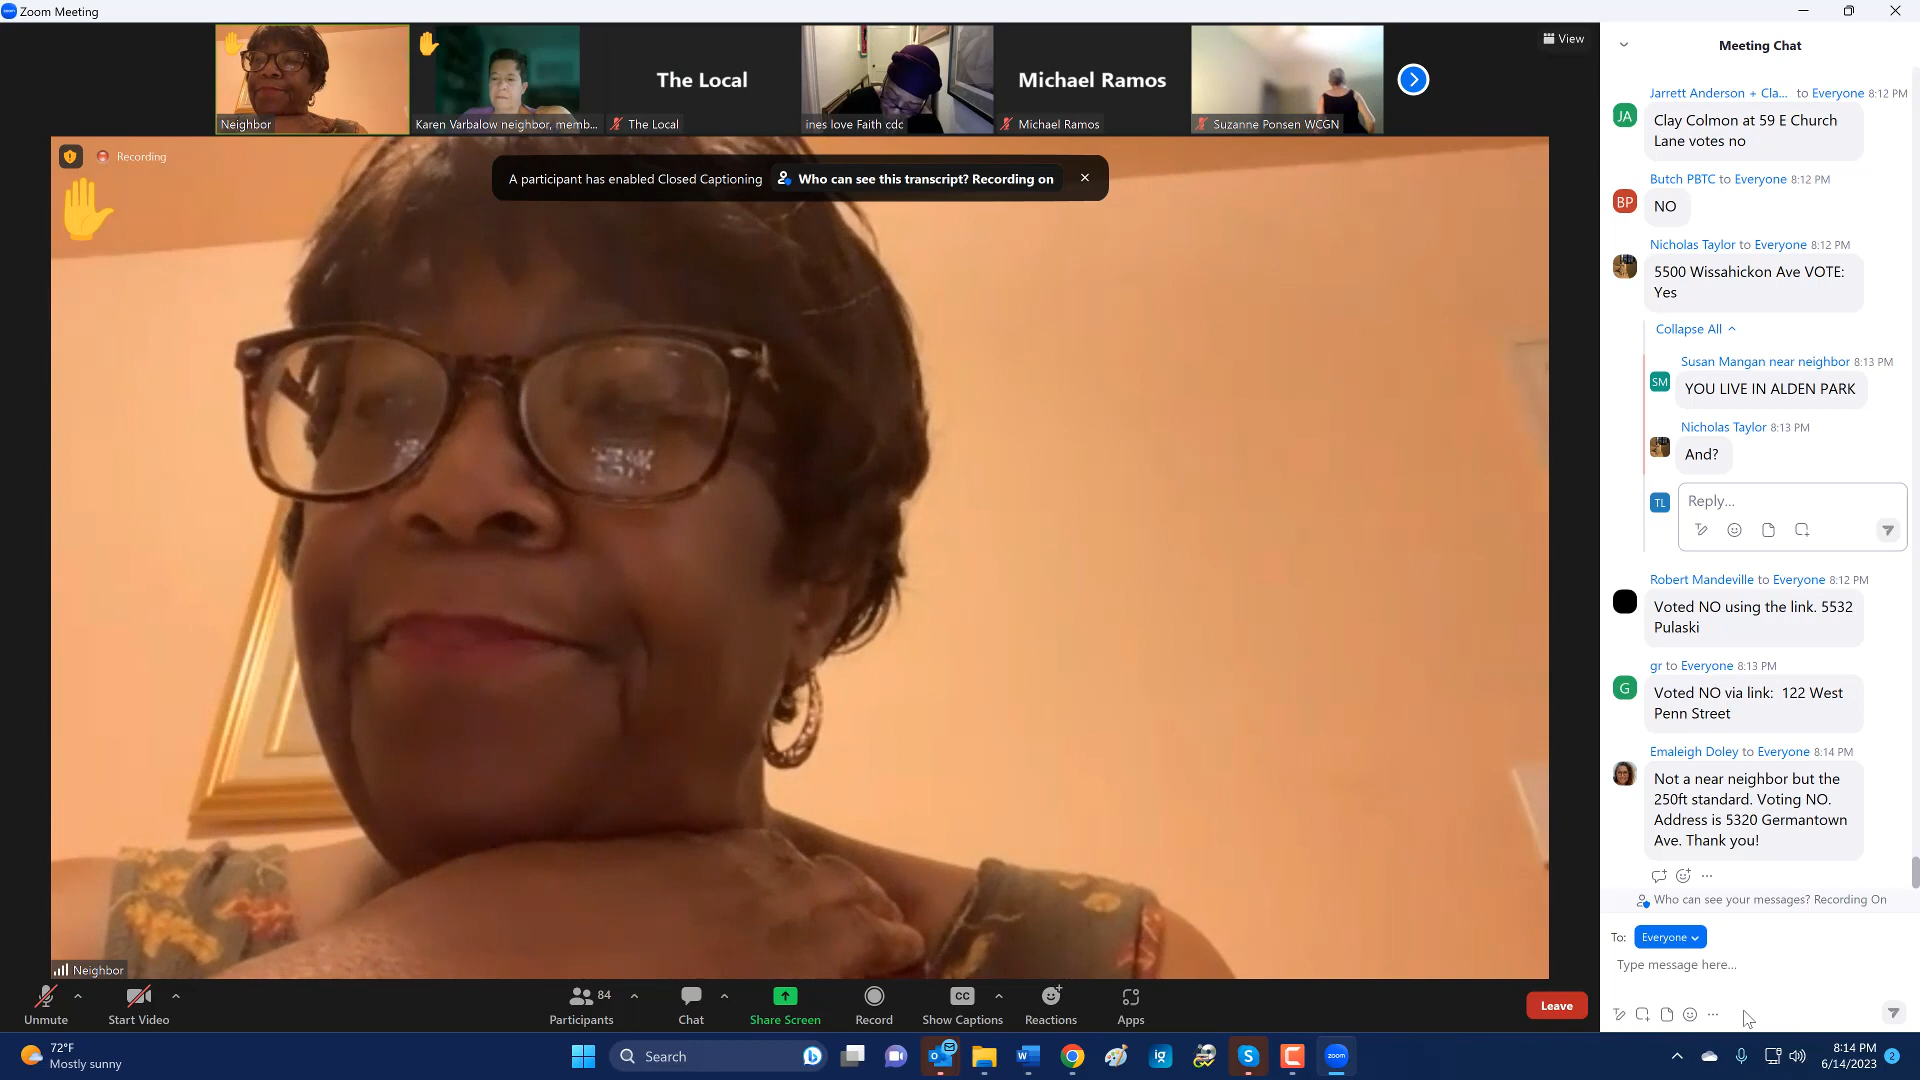 Zoom Meeting
The Local
Michael Ramos
View
Neighbor
Karen Varbalow neighbor, memb...
The Local
ines love Faith cdc
Michael Ramos
Suzanne Ponsen WCGN
Recording
A participant has enabled Closed Captioning Who can see this transcript? Recording on
Neighbor
Meeting Chat
Jarrett Anderson + Cla... to Everyone 8:12 PM
JA
Clay Colmon at 59 E Church
Lane votes no
Butch PBTC to Everyone 8:12 PM
BP
NO
Nicholas Taylor to Everyone 8:12 PM
5500 Wissahickon Ave VOTE:
Yes
Collapse All
Susan Mangan near neighbor 8:13 PM
SM
YOU LIVE IN ALDEN PARK
Nicholas Taylor 8:13 PM
And?
TL
Reply...
Robert Mandeville to Everyone 8:12 PM
Voted NO using the link. 5532
Pulaski
gr to Everyone 8:13 PM
G
Voted NO via link: 122 West
Penn Street
Emaleigh Doley to Everyone 8:14 PM
Not a near neighbor but the
250ft standard. Voting NO.
Address is 5320 Germantown
Ave. Thank you!
Who can see your messages? Recording On
To: Everyone
Type message here...
Unmute
Start Video
84
Participants
Chat
Share Screen
Record
CC
Show Captions
Reactions
Apps
Leave
72°F
Mostly sunny
Search
zoom
8:14 PM
6/14/2023
2